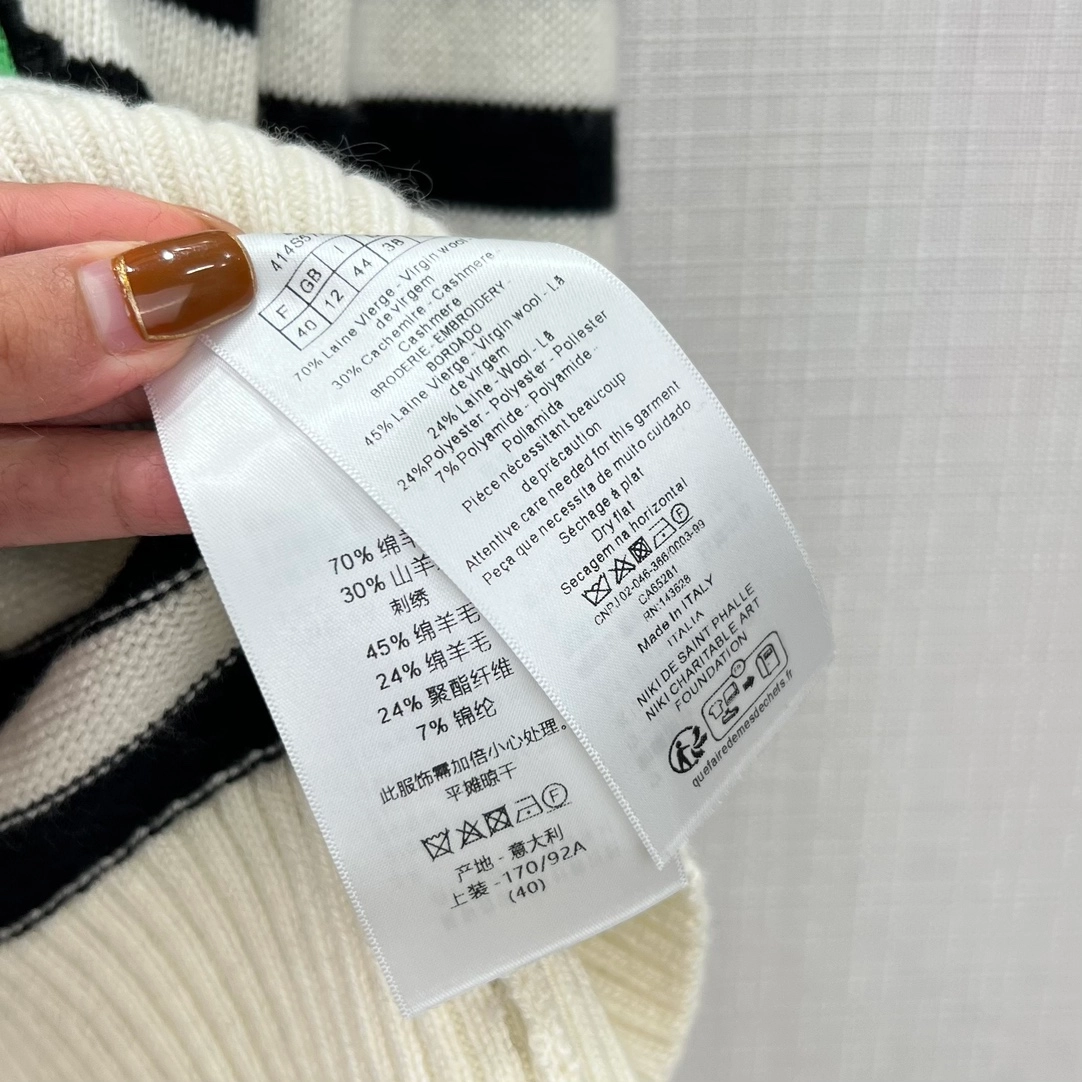 F GB I
40 12 44 38
70% Laine Vierge - Virgin wool
de virgem
30% Cachemire - Cashmere
Cashmere
BRODERIE - EMBROIDERY -
BORDADO
45% Laine Vierge - Virgin wool - Lã
de virgem
24% Laine - Wool - Lã
24%Polyester - Polyester - Poliester
7% Polyamide - Polyamide -
Poliamida
Pièce nécessitant beaucoup
de précaution
Attentive care needed for this garment
Peça que necessita de muito cuidado
Séchage à plat
Dry flat
Secagem na horizontal
F
CNPJ 02-046-386/0003-99
CA65281
RN:143628
Made in ITALY
ITALIA
NIKI DE SAINT PHALLE
NIKI CHARITABLE ART
FOUNDATION
quefairedemesdechets.fr
70% 绵羊
30% 山羊
刺绣
45% 绵羊毛
24% 绵羊毛
24% 聚酯纤维
7% 锦纶
此服饰需加倍小心处理。
平摊晾干
F
产地 - 意大利
上装 - 170/92A
(40)